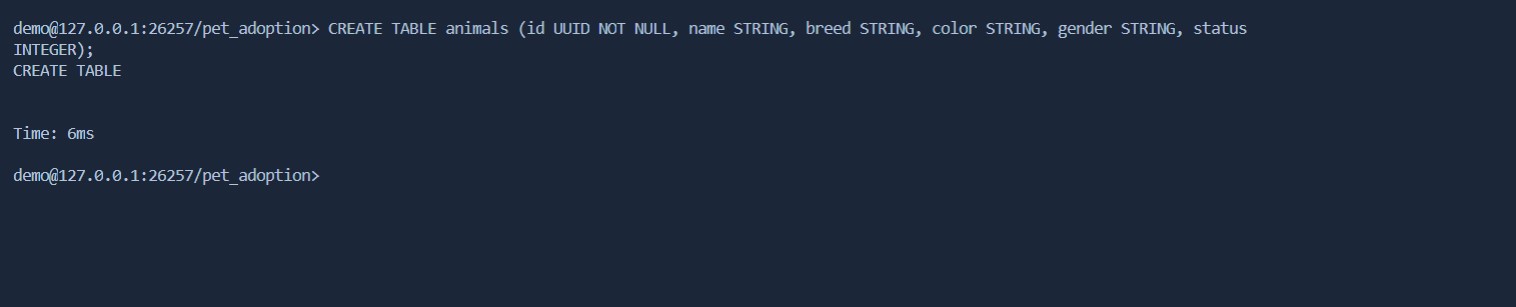 demo@127.0.0.1:26257/pet_adoption> CREATE TABLE animals (id UUID NOT NULL, name STRING, breed STRING, color STRING, gender STRING, status
INTEGER);
CREATE TABLE
Time: 6ms
demo@127.0.0.1:26257/pet_adoption>